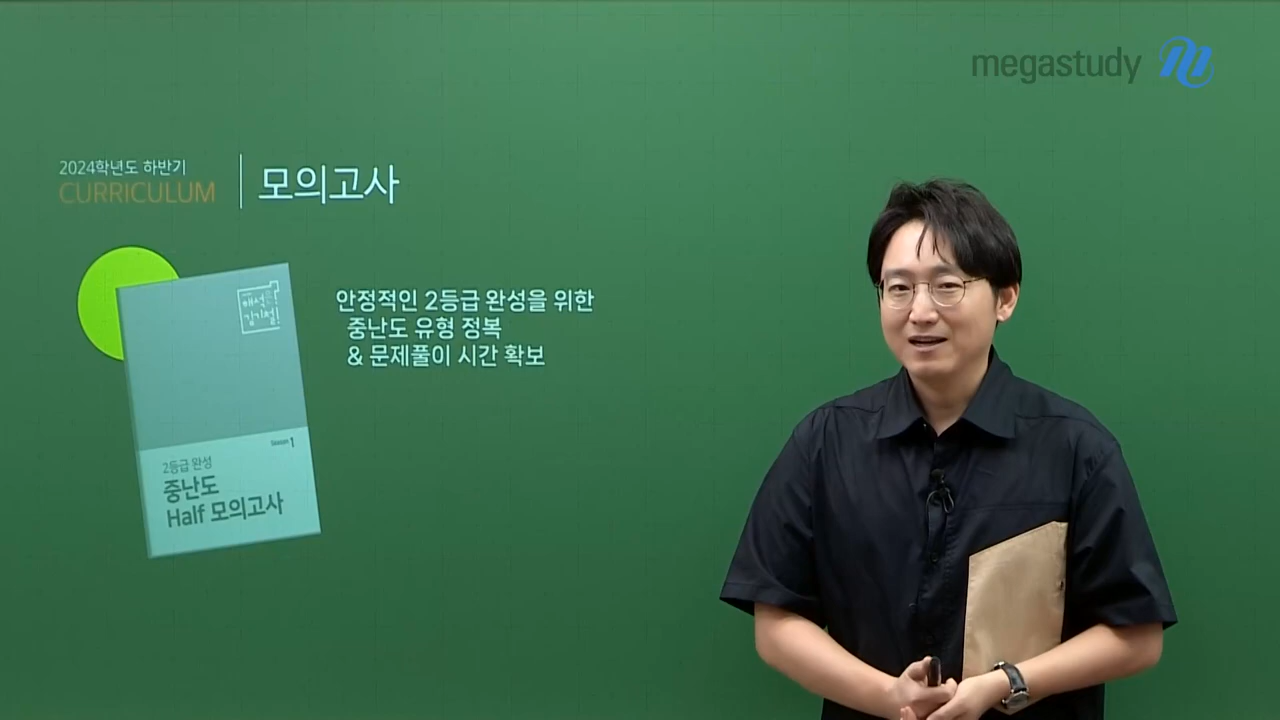 megastudy
2024학년도 하반기
CURRICULUM
모의고사
안정적인 2등급 완성을 위한
중난도 유형 정복
& 문제풀이 시간 확보
해석
김기철
Season 1
2등급 완성
중난도
Half 모의고사